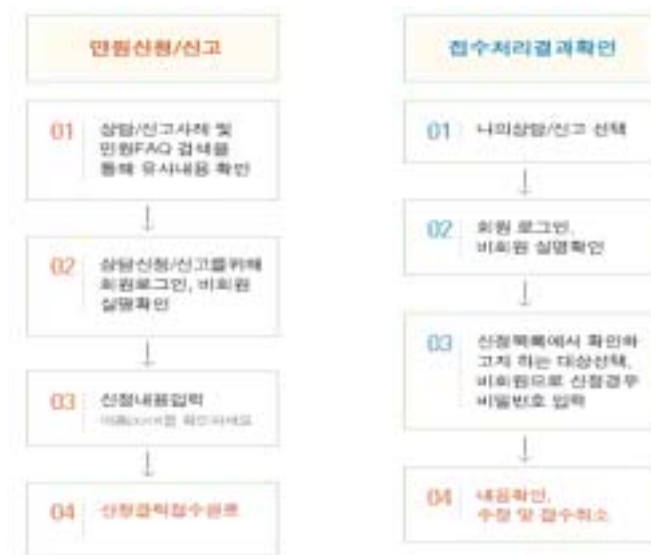 민원신청/신고
01 상담/신고사례 및
민원FAQ 검색을
통해 유사내용 확인
02 상담신청/신고를위해
회원로그인, 비회원
실명확인
03 신청내용입력
확인하세요
04 신청클릭접수완료
접수처리결과확인
01 나의상담/신고 선택
02 회원 로그인,
비회원 실명확인
03 신청목록에서 확인하
고자 하는 대상선택,
비회원으로 신청경우
비밀번호 입력
04 내용확인,
수정 및 접수취소